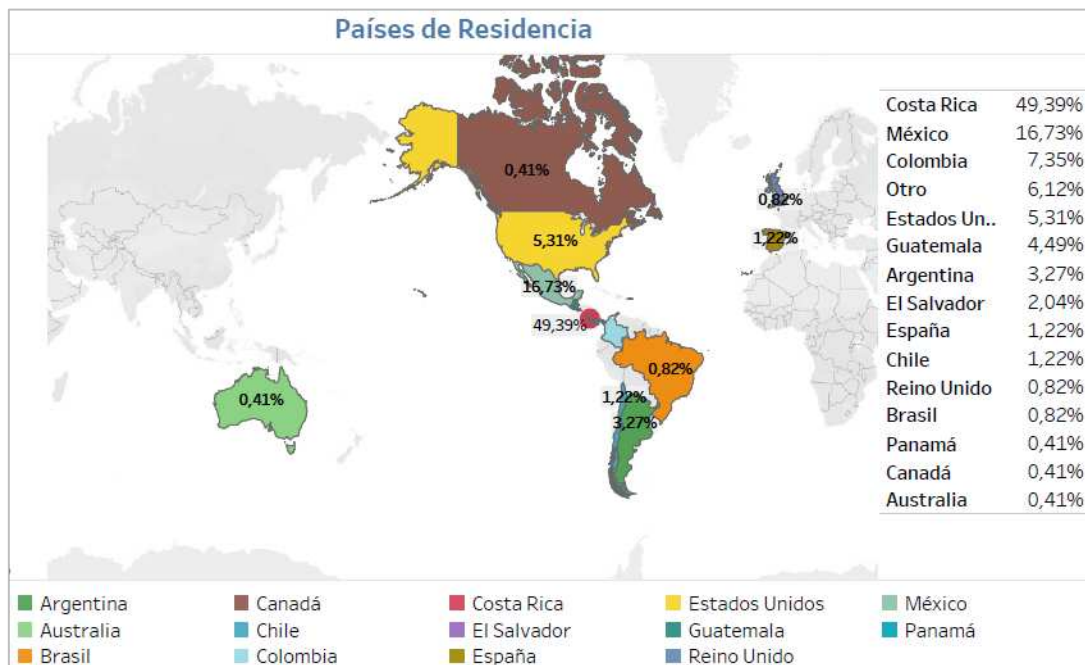 Países de Residencia
0,41%
5,31%
16,73%
49,39%
0,82%
1,22%
3,27%
0,41%
0,82%
1,22%
Costa Rica 49,39%
México 16,73%
Colombia 7,35%
Otro 6,12%
Estados Un.. 5,31%
Guatemala 4,49%
Argentina 3,27%
El Salvador 2,04%
España 1,22%
Chile 1,22%
Reino Unido 0,82%
Brasil 0,82%
Panamá 0,41%
Canadá 0,41%
Australia 0,41%
Argentina Canadá Costa Rica Estados Unidos México
Australia Chile El Salvador Guatemala Panamá
Brasil Colombia España Reino Unido